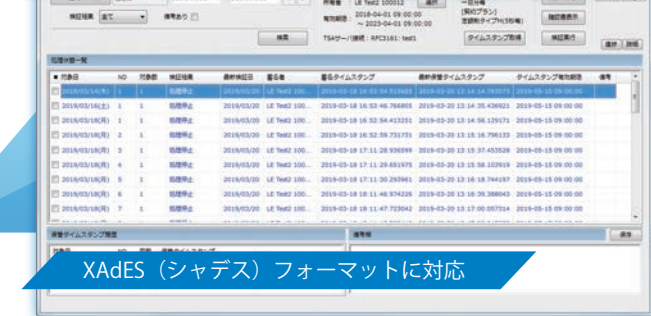 所有者 : LE Test2 100012 選択
検証結果 全て 備考あり
有効期間 : 2018-04-01 09:00:00
～ 2023-04-01 09:00:00
[契約プラン]
確認書表示
検索
TSAサーバ接続 : RFC3161: test1
タイムスタンプ取得
検証実行
選択 詳細
処理状態一覧
対象日 NO 対象数 検証結果 最新検証日 署名者 署名タイムスタンプ 最新保管タイムスタンプ タイムスタンプ有効期限 備考
2019/03/14(木) 1 1 処理停止 2019/03/20 LE Test2 100...
2019/03/16(土) 1 1 処理停止 2019/03/20 LE Test2 100... 2019-03-18 16:53:46.766805 2019-03-20 13:14:35.436921 2019-05-15 09:00:00
2019/03/18(月) 1 1 処理停止 2019/03/20 LE Test2 100... 2019-03-18 16:52:54.413251 2019-03-20 13:14:56.129171 2019-05-15 09:00:00
2019/03/18(月) 2 1 処理停止 2019/03/20 LE Test2 100... 2019-03-18 16:52:59.731751 2019-03-20 13:15:16.796133 2019-05-15 09:00:00
2019/03/18(月) 3 1 処理停止 2019/03/20 LE Test2 100... 2019-03-18 17:11:28.936599 2019-03-20 13:15:37.453528 2019-05-15 09:00:00
2019/03/18(月) 4 1 処理停止 2019/03/20 LE Test2 100... 2019-03-18 17:11:29.651975 2019-03-20 13:15:58.103919 2019-05-15 09:00:00
2019/03/18(月) 5 1 処理停止 2019/03/20 LE Test2 100... 2019-03-18 17:11:30.293961 2019-03-20 13:16:18.744197 2019-05-15 09:00:00
2019/03/18(月) 6 1 処理停止 2019/03/20 LE Test2 100... 2019-03-18 18:11:46.574226 2019-03-20 13:16:39.388043 2019-05-15 09:00:00
2019/03/18(月) 7 1 処理停止 2019/03/20 LE Test2 100... 2019-03-18 18:11:47.723042 2019-03-20 13:17:00.057314 2019-05-15 09:00:00
保管タイムスタンプ履歴 備考欄 保存
XAdES（シャデス）フォーマットに対応